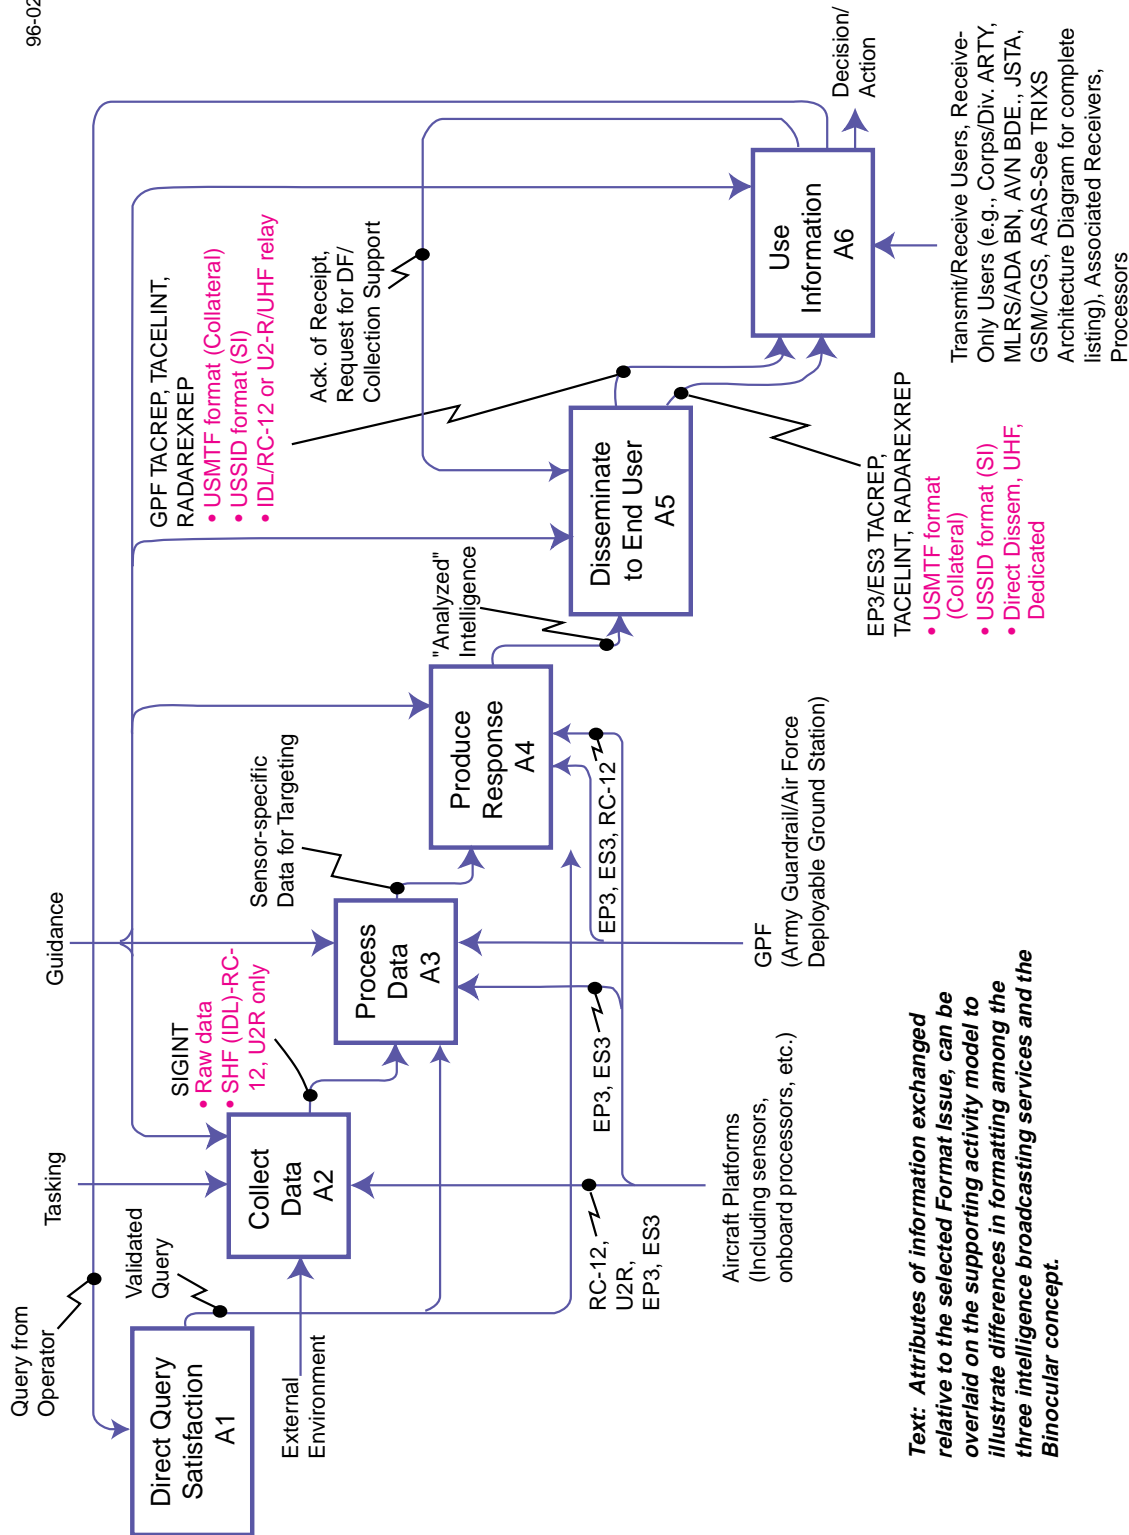 96-02
Query from
Operator
Validated
Query
Tasking
Guidance
Direct Query
Satisfaction
A1
External
Environment
Collect
Data
A2
SIGINT
• Raw data
• SHF (IDL)-RC-
12, U2R only
Process
Data
A3
Sensor-specific
Data for Targeting
Produce
Response
A4
"Analyzed"
Intelligence
Disseminate
to End User
A5
GPF TACREP, TACELINT,
RADAREXREP
• USMTF format (Collateral)
• USSID format (SI)
• IDL/RC-12 or U2-R/UHF relay
Ack. of Receipt,
Request for DF/
Collection Support
Use
Information
A6
Decision/
Action
RC-12,
U2R,
EP3, ES3
EP3, ES3
EP3, ES3, RC-12
Aircraft Platforms
(Including sensors,
onboard processors, etc.)
GPF
(Army Guardrail/Air Force
Deployable Ground Station)
EP3/ES3 TACREP,
TACELINT, RADAREXREP
• USMTF format
(Collateral)
• USSID format (SI)
• Direct Dissem, UHF,
Dedicated
Transmit/Receive Users, Receive-
Only Users (e.g., Corps/Div. ARTY,
MLRS/ADA BN, AVN BDE., JSTA,
GSM/CGS, ASAS-See TRIXS
Architecture Diagram for complete
listing), Associated Receivers,
Processors
Text: Attributes of information exchanged
relative to the selected Format Issue, can be
overlaid on the supporting activity model to
illustrate differences in formatting among the
three intelligence broadcasting services and the
Binocular concept.